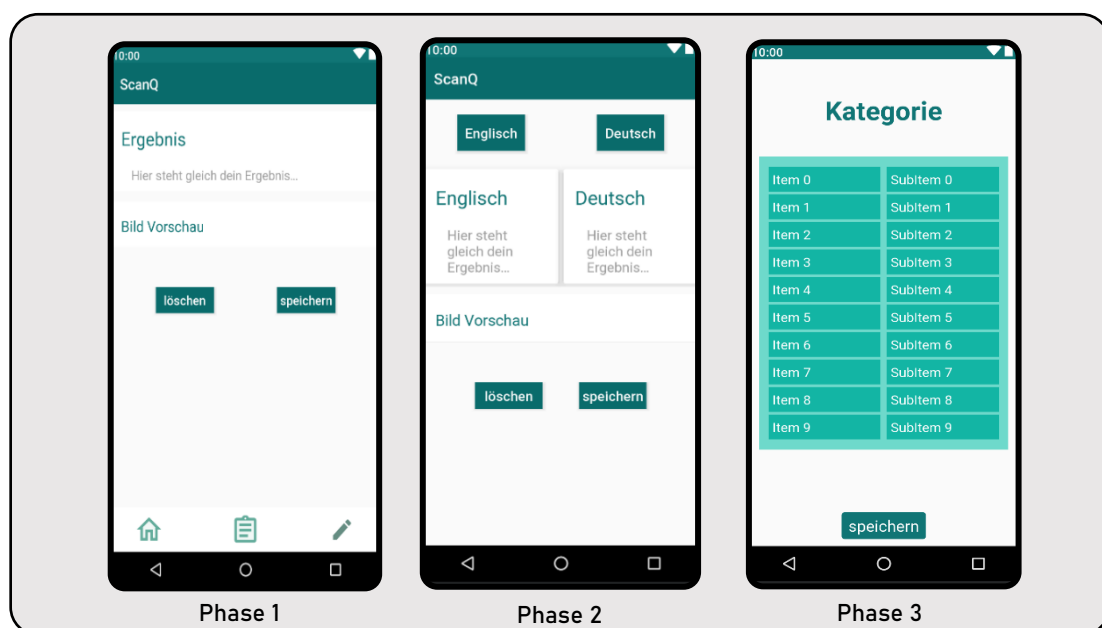 10:00
ScanQ
Ergebnis
Hier steht gleich dein Ergebnis...
Bild Vorschau
löschen speichern
Phase 1
10:00
ScanQ
Englisch Deutsch
Englisch Deutsch
Hier steht Hier steht
gleich dein gleich dein
Ergebnis... Ergebnis...
Bild Vorschau
löschen speichern
Phase 2
10:00
Kategorie
Item 0 SubItem 0
Item 1 SubItem 1
Item 2 SubItem 2
Item 3 SubItem 3
Item 4 SubItem 4
Item 5 SubItem 5
Item 6 SubItem 6
Item 7 SubItem 7
Item 8 SubItem 8
Item 9 SubItem 9
speichern
Phase 3